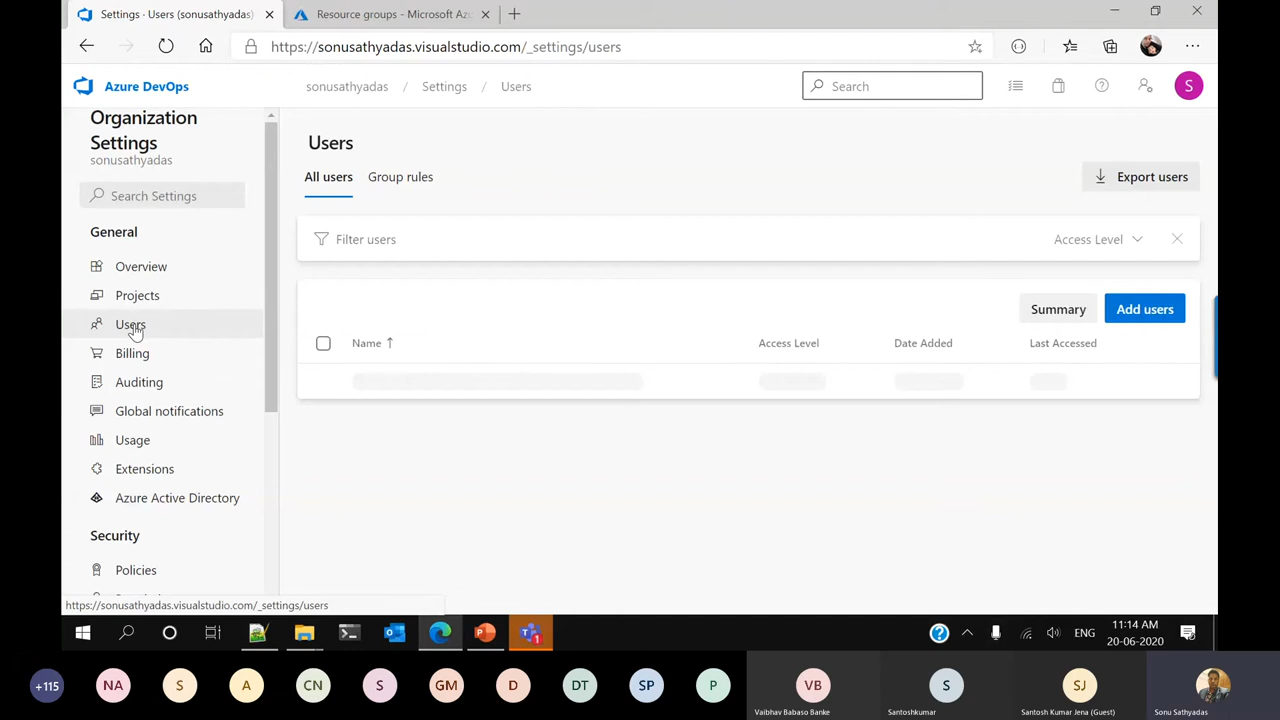 Settings · Users (sonusathyadas)
Resource groups - Microsoft Az
https://sonusathyadas.visualstudio.com/_settings/users
Azure DevOps
sonusathyadas / Settings / Users
Search
S
Organization
Settings
sonusathyadas
Search Settings
General
Overview
Projects
Users
Billing
Auditing
Global notifications
Usage
Extensions
Azure Active Directory
Security
Policies
Users
All users
Group rules
Export users
Filter users
Access Level
Summary
Add users
Name
Access Level
Date Added
Last Accessed
https://sonusathyadas.visualstudio.com/_settings/users
ENG
11:14 AM
20-06-2020
+115
NA
S
A
CN
S
GM
D
DT
SP
P
VB
Vaibhav Babaso Banke
S
Santoshkumar
SJ
Santosh Kumar Jena (Guest)
Sonu Sathyadas